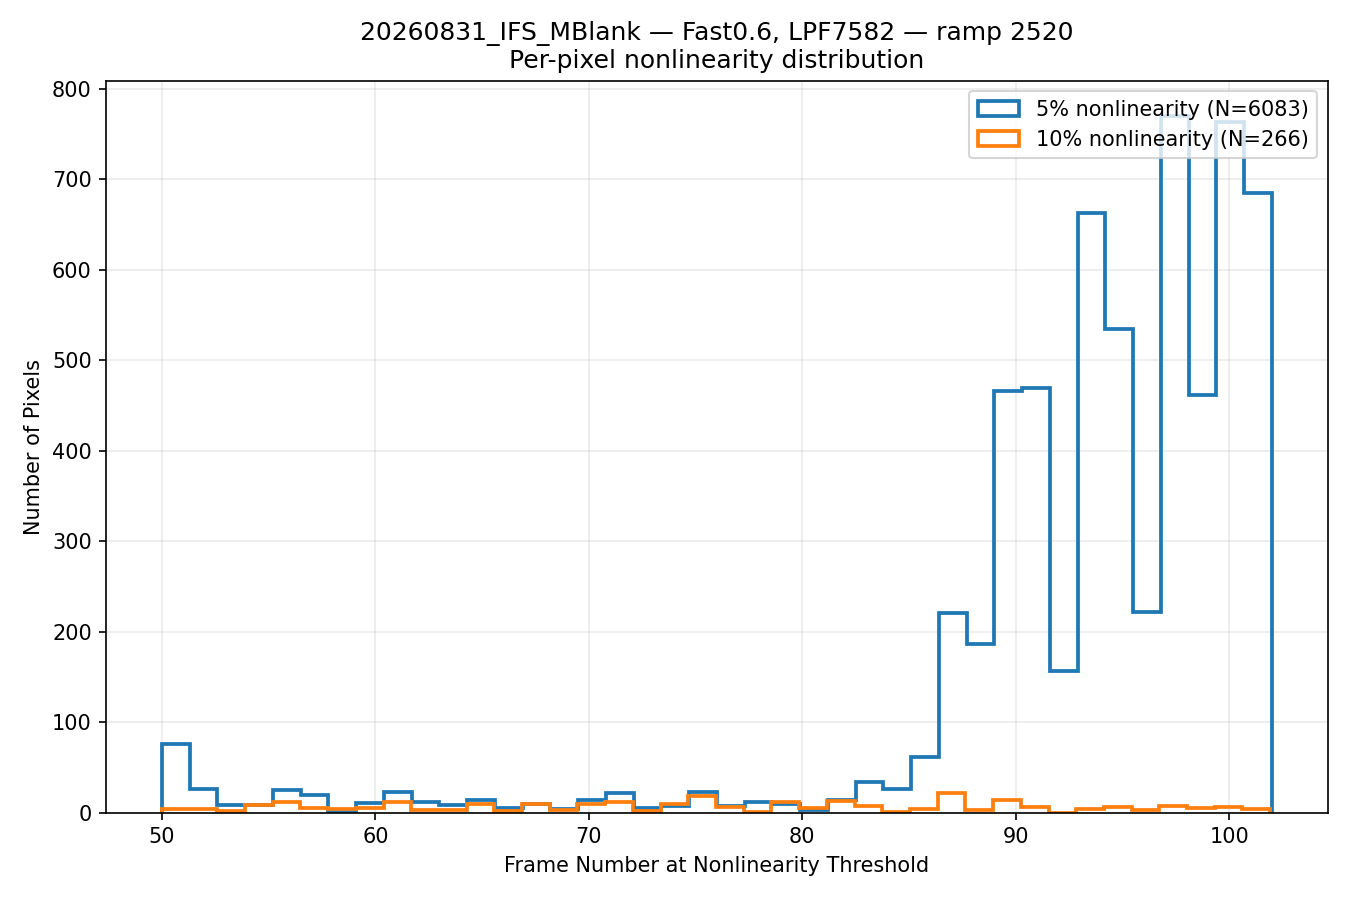 20260831_IFS_MBlank — Fast0.6, LPF7582 — ramp 2520
Per-pixel nonlinearity distribution
5% nonlinearity (N=6083)
10% nonlinearity (N=266)
Number of Pixels
800
700
600
500
400
300
200
100
0
50 60 70 80 90 100
Frame Number at Nonlinearity Threshold